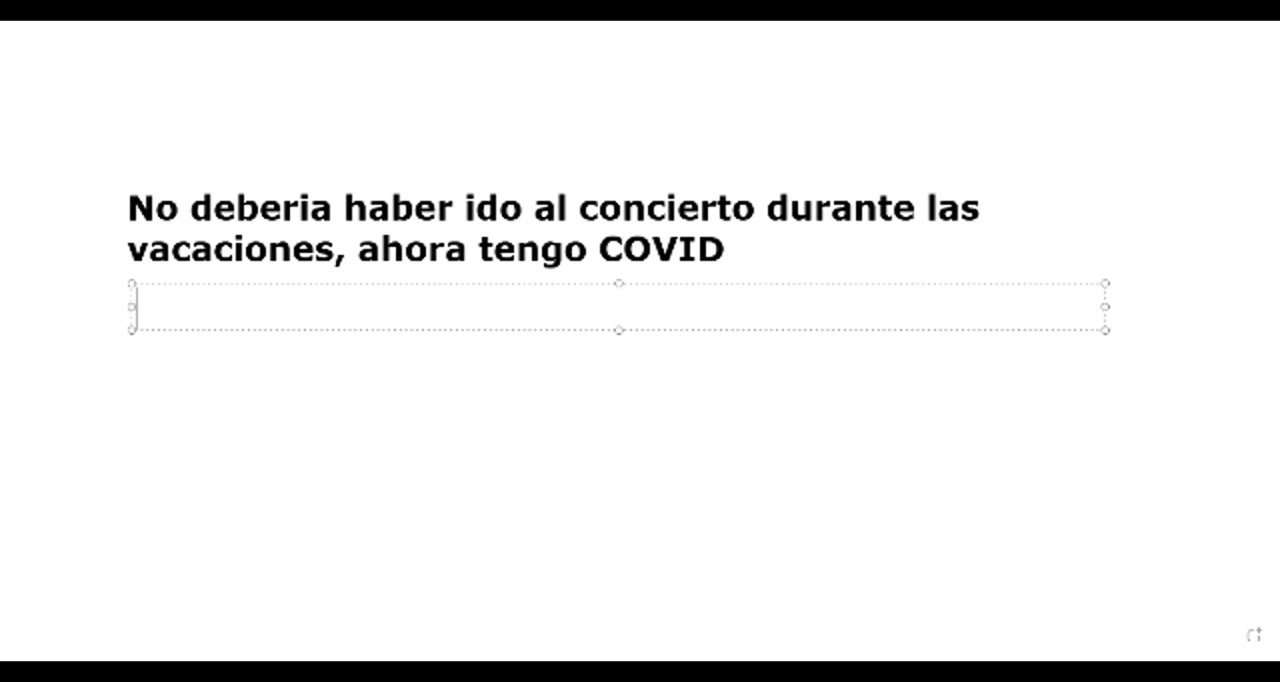 No deberia haber ido al concierto durante las
vacaciones, ahora tengo COVID